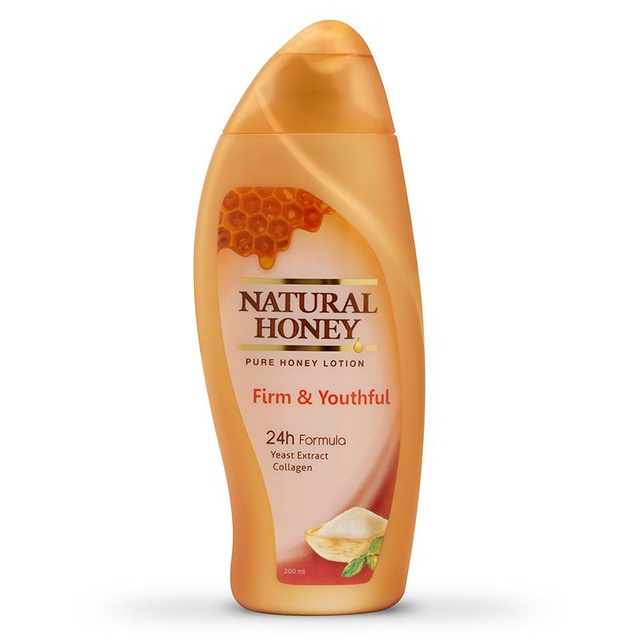 NATURAL
HONEY
PURE HONEY LOTION
Firm & Youthful
24h Formula
Yeast Extract
Collagen
200 ml